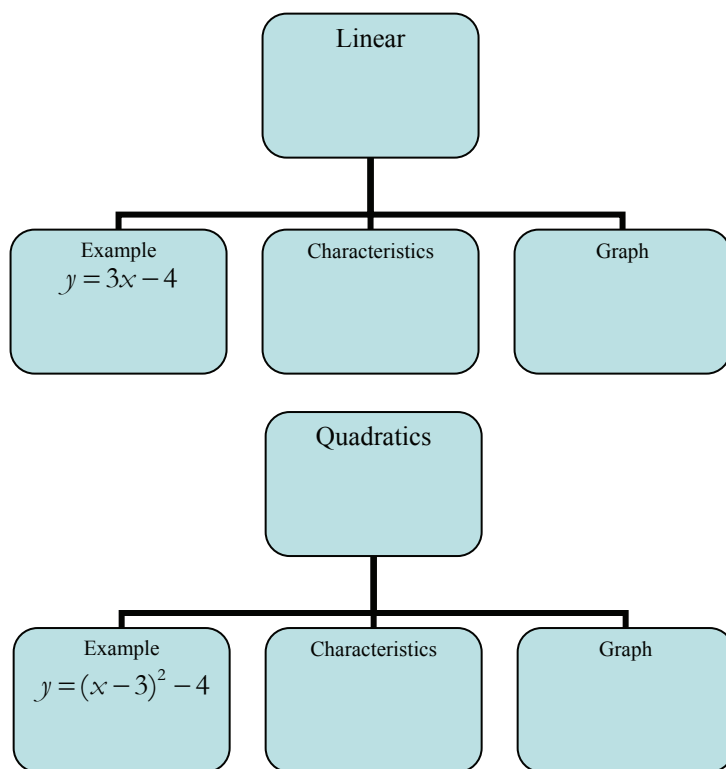 Linear
Example
y = 3x − 4
Characteristics
Graph
Quadratics
Example
y = (x − 3)² − 4
Characteristics
Graph